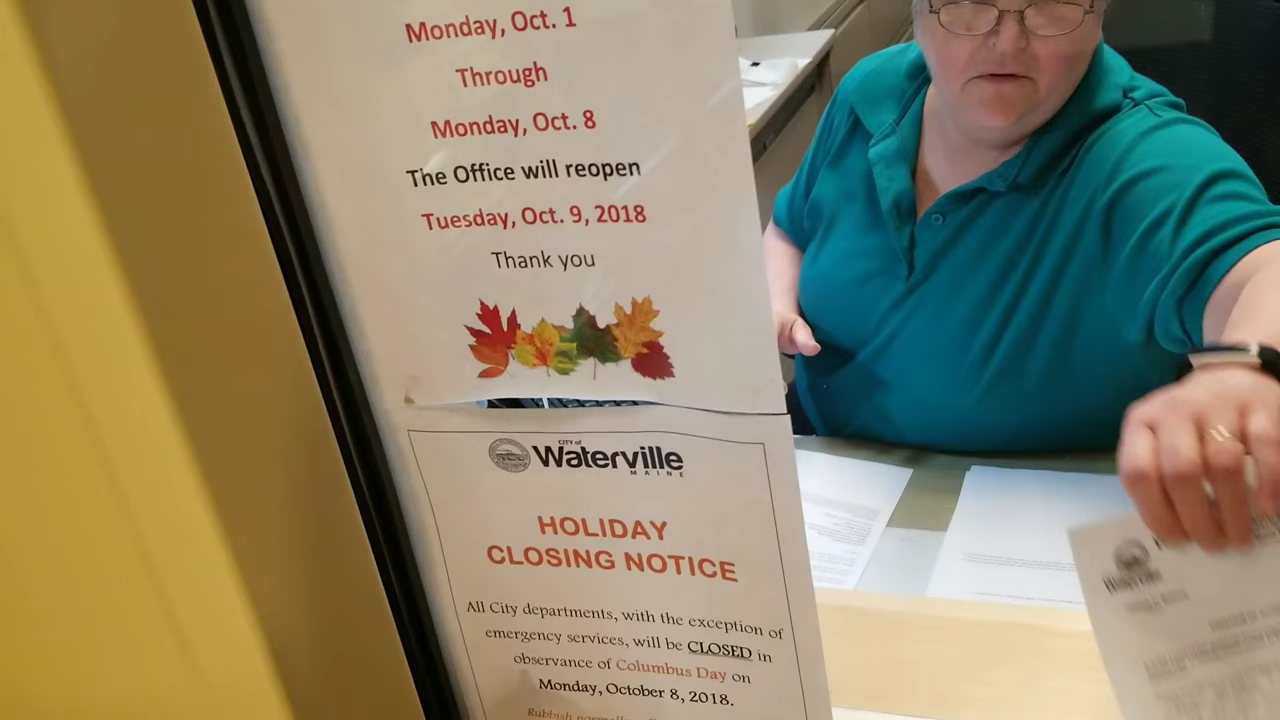 Monday, Oct. 1
Through
Monday, Oct. 8
The Office will reopen
Tuesday, Oct. 9, 2018
Thank you
CITY of
Waterville
MAINE
HOLIDAY
CLOSING NOTICE
All City departments, with the exception of
emergency services, will be CLOSED in
observance of Columbus Day on
Monday, October 8, 2018.
Rubbish normally